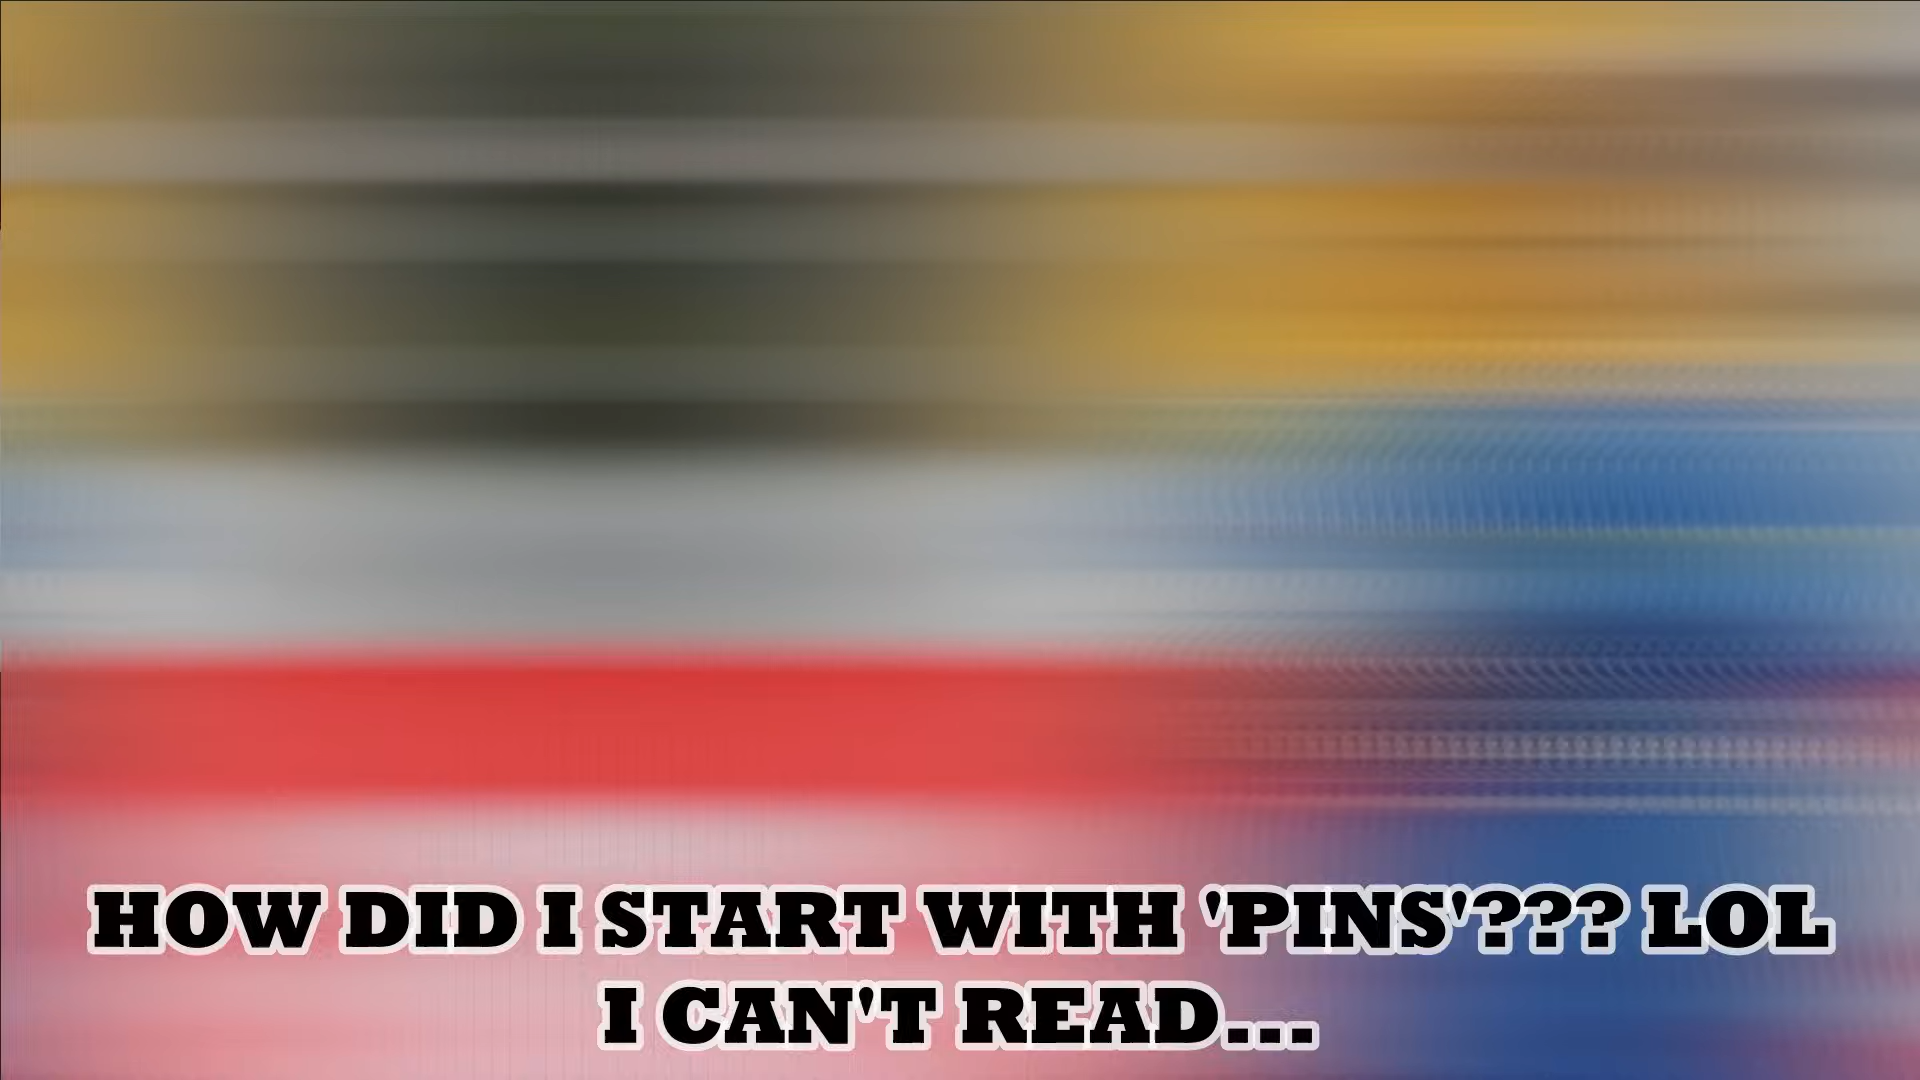 HOW DID I START WITH 'PINS'??? LOL
I CAN'T READ...